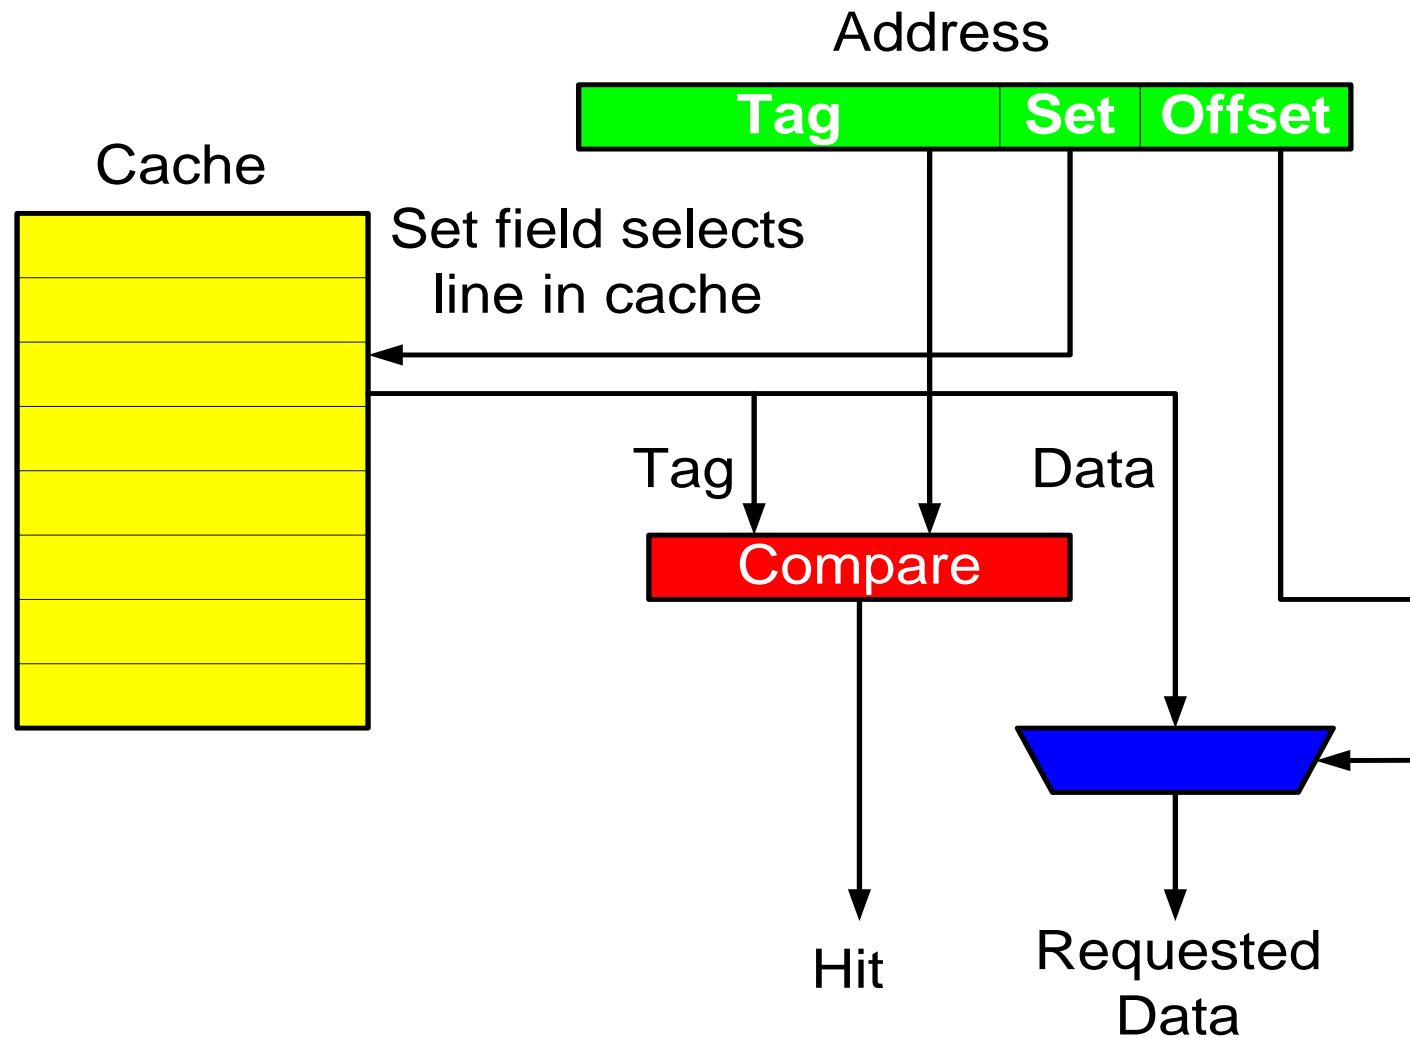 Address
Tag Set Offset
Cache
Set field selects
line in cache
Tag
Data
Compare
Hit
Requested
Data